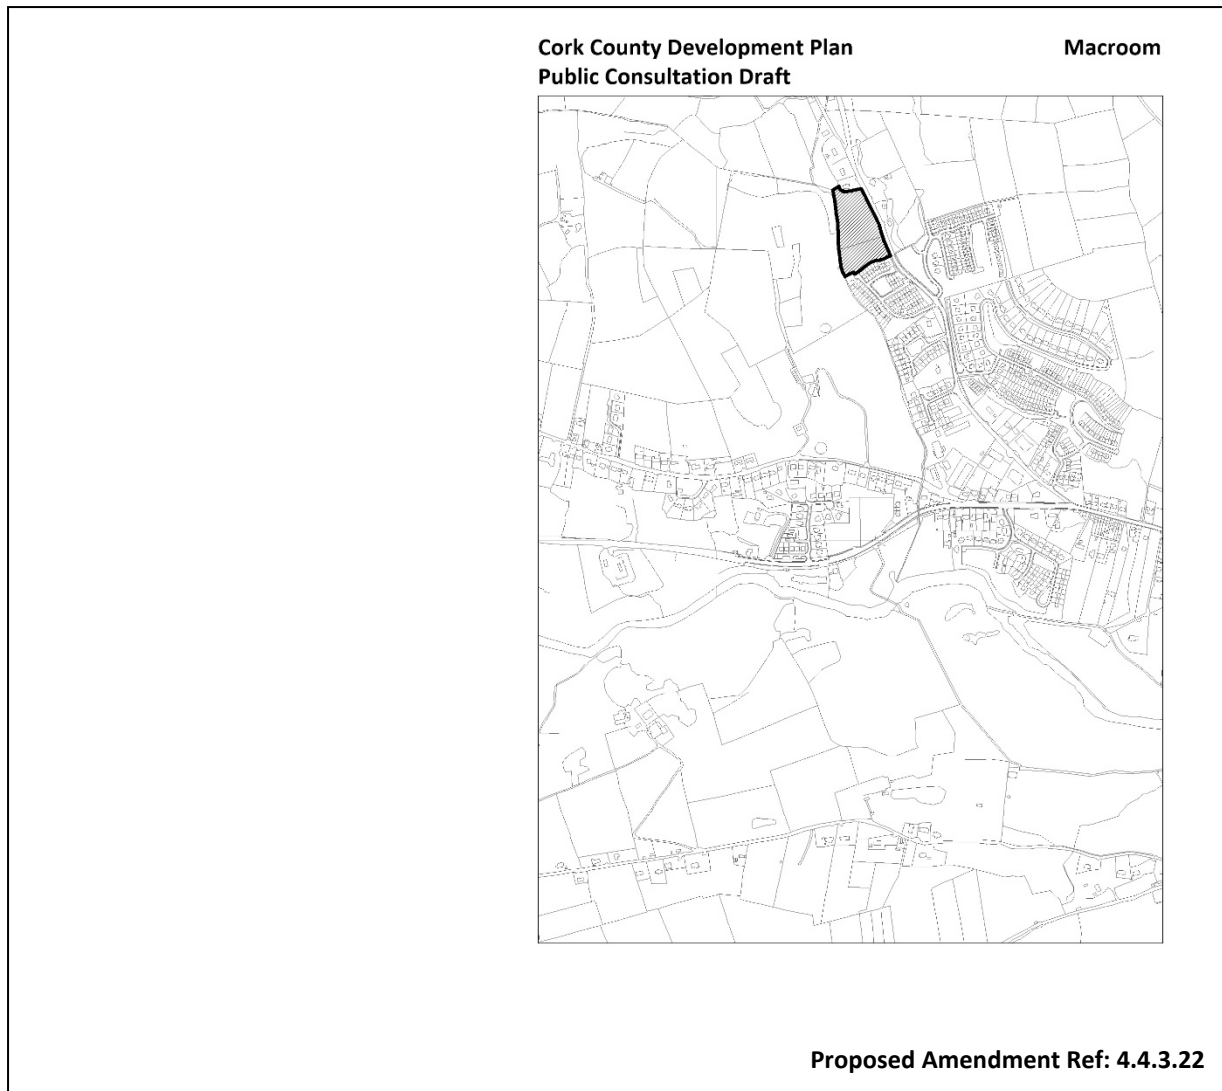 Cork County Development Plan Macroom
Public Consultation Draft
Proposed Amendment Ref: 4.4.3.22